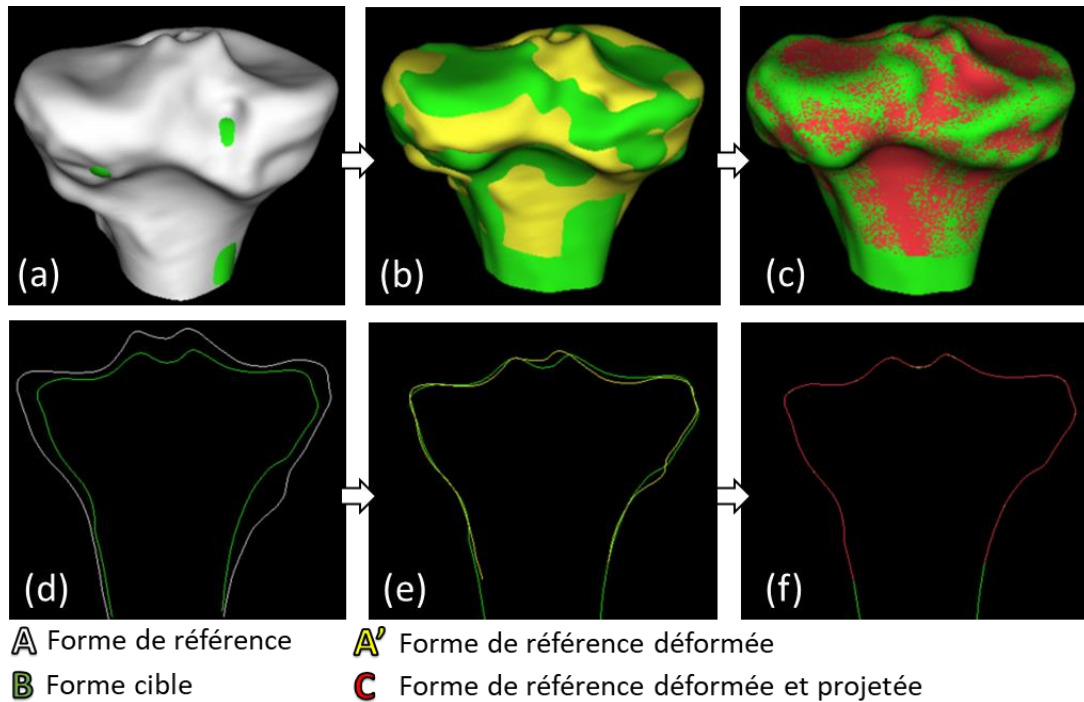 (a)
(b)
(c)
(d)
(e)
(f)
A Forme de référence
A' Forme de référence déformée
B Forme cible
C Forme de référence déformée et projetée